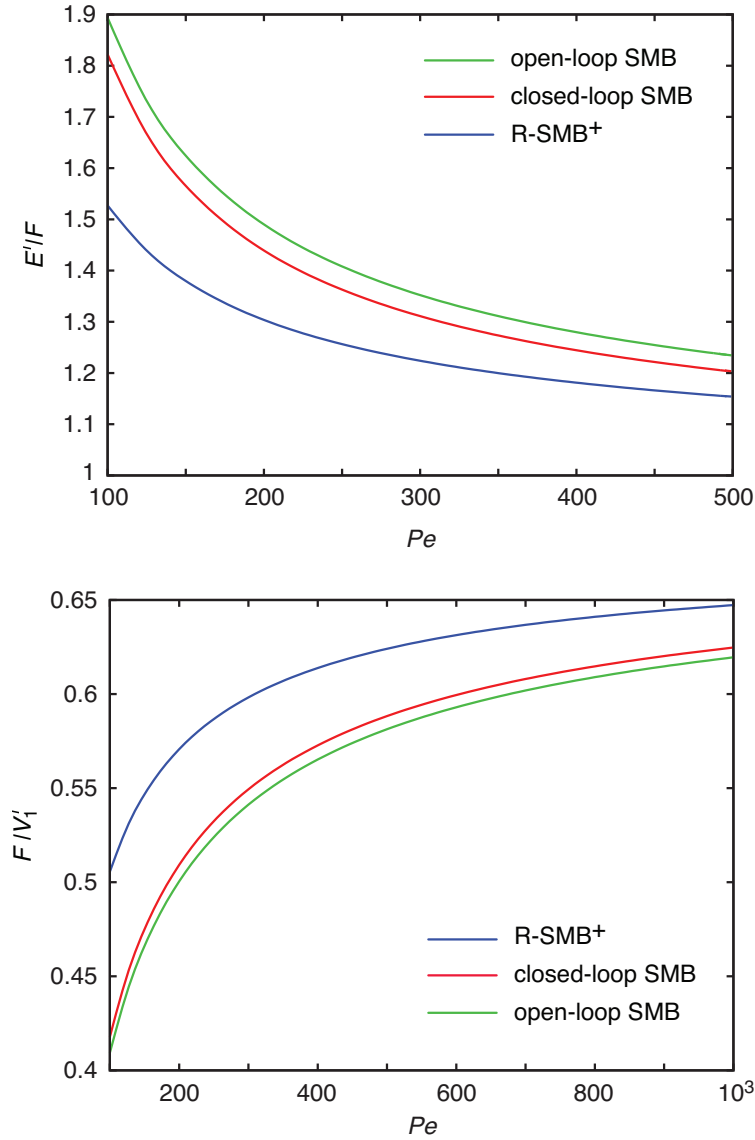 1.9
1.8
1.7
1.6
1.5
1.4
1.3
1.2
1.1
1
E'/F
open-loop SMB
closed-loop SMB
R-SMB⁺
100 200 300 400 500
Pe
0.65
0.6
0.55
0.5
0.45
0.4
F/V₁'
R-SMB⁺
closed-loop SMB
open-loop SMB
200 400 600 800 10³
Pe